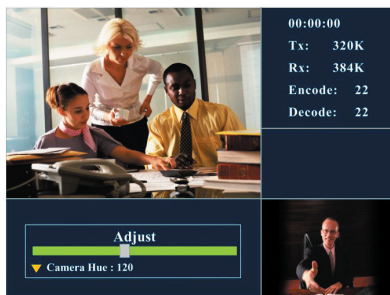 00:00:00
Tx: 320K
Rx: 384K
Encode: 22
Decode: 22
Adjust
Camera Hue : 120